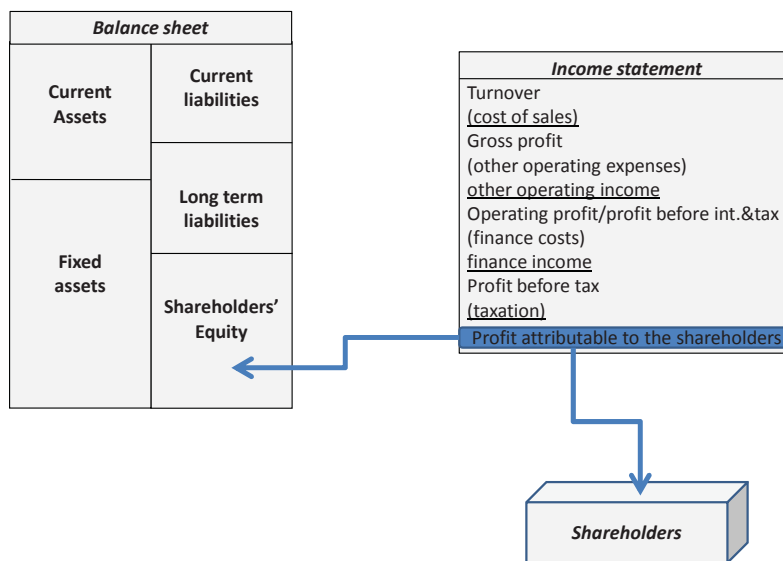 Balance sheet
Current
Assets
Current
liabilities
Long term
liabilities
Fixed
assets
Shareholders’
Equity
Income statement
Turnover
(cost of sales)
Gross profit
(other operating expenses)
other operating income
Operating profit/profit before int.&tax
(finance costs)
finance income
Profit before tax
(taxation)
Profit attributable to the shareholders
Shareholders